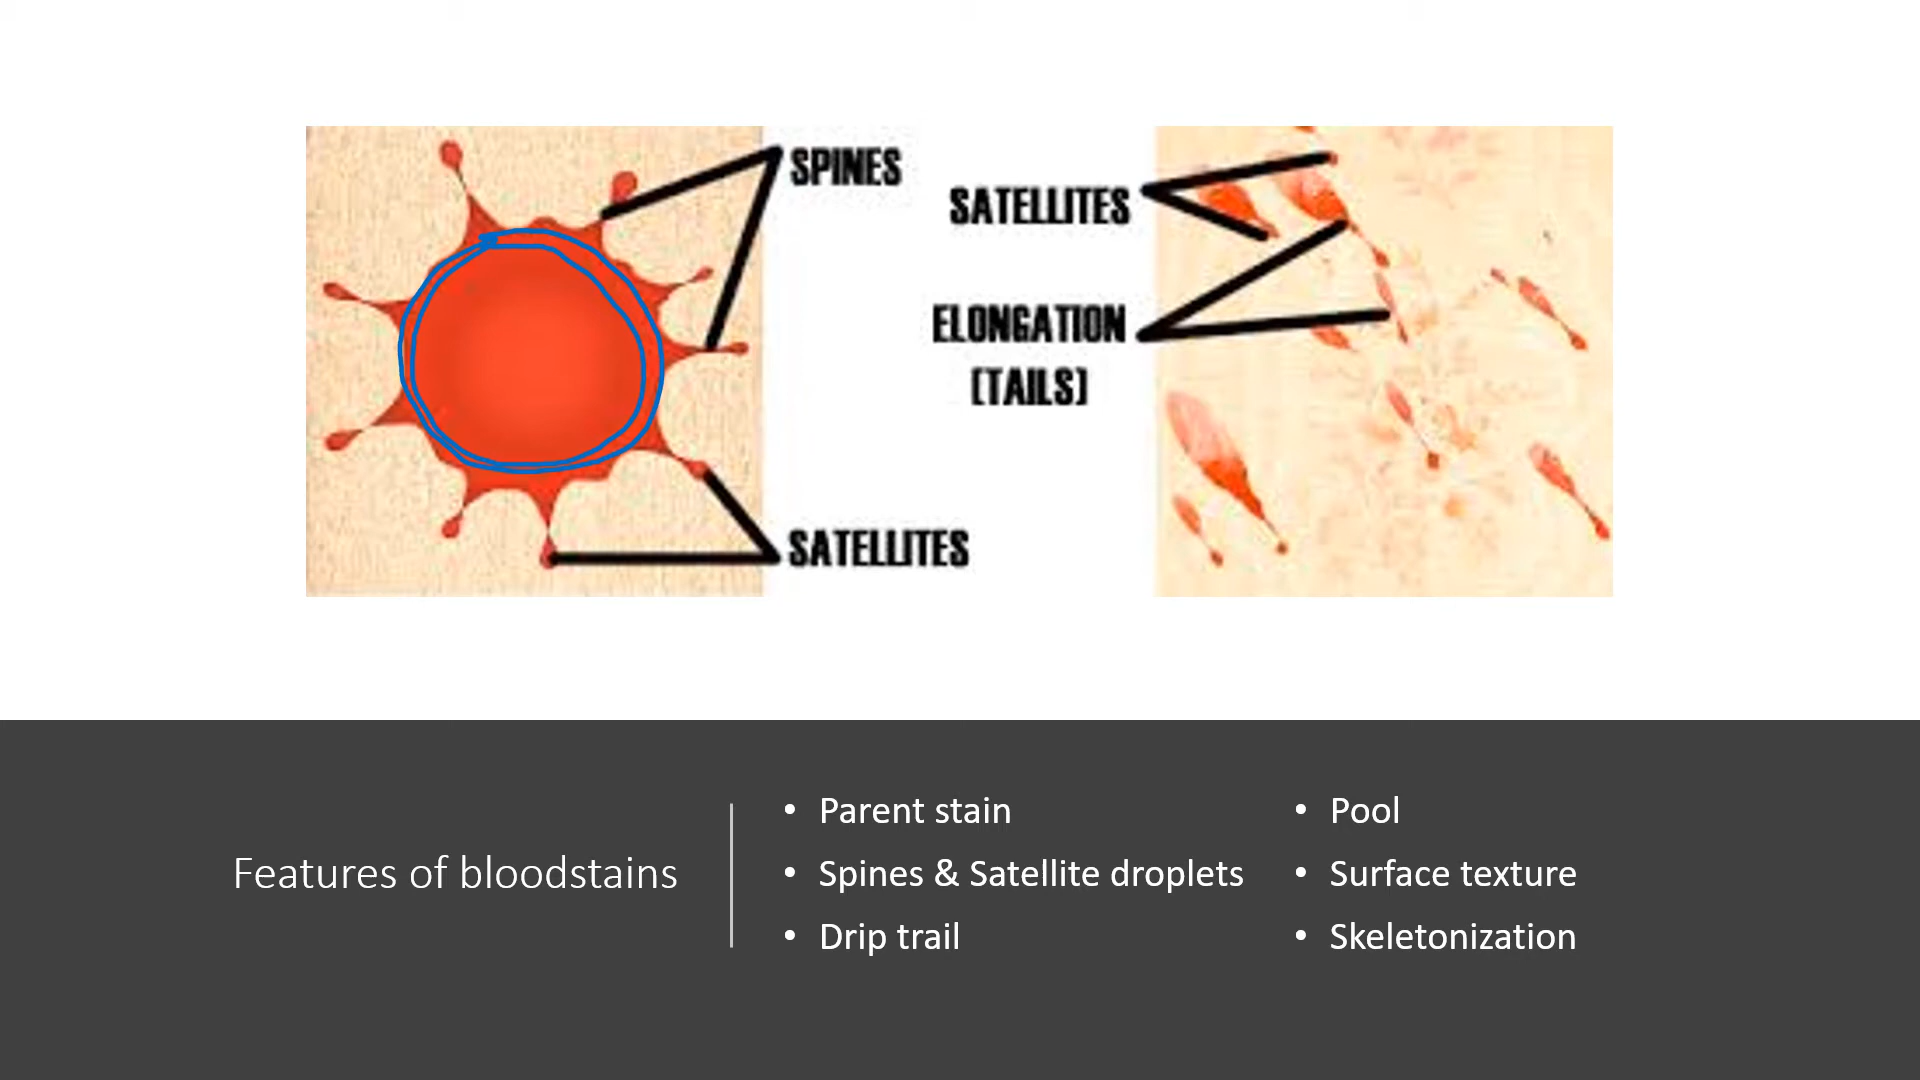 SPINES
SATELLITES
SATELLITES
ELONGATION
(TAILS)
Features of bloodstains
• Parent stain
• Spines & Satellite droplets
• Drip trail
• Pool
• Surface texture
• Skeletonization